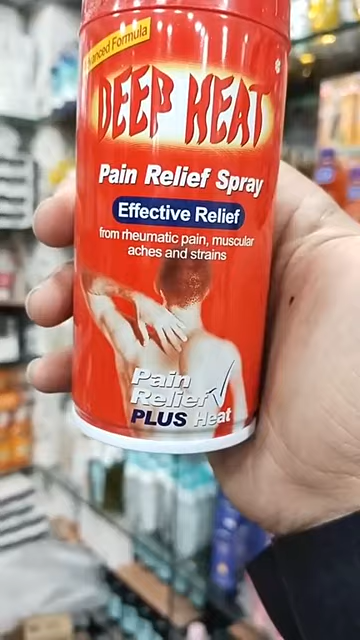 Formula
DEEP HEAT
Pain Relief Spray
Effective Relief
from rheumatic pain, muscular
aches and strains
Pain
Relief
PLUS Heat